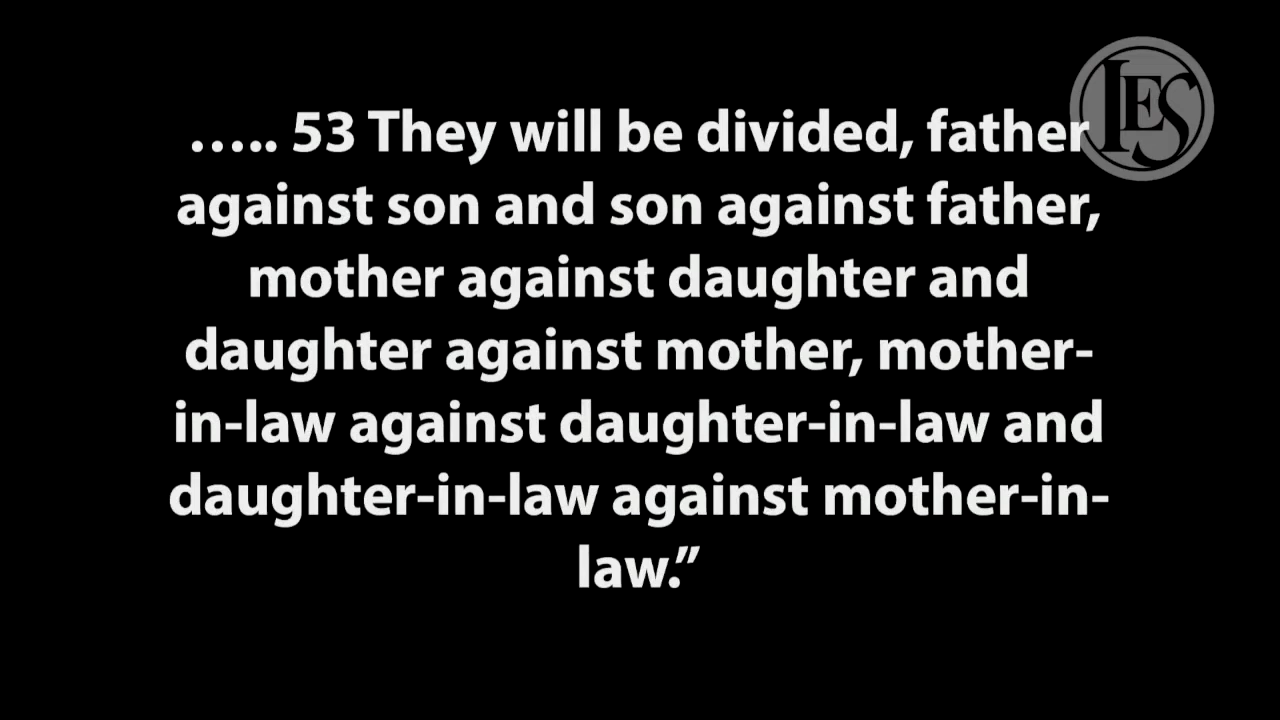 ….. 53 They will be divided, father
against son and son against father,
mother against daughter and
daughter against mother, mother-
in-law against daughter-in-law and
daughter-in-law against mother-in-
law.”
IES